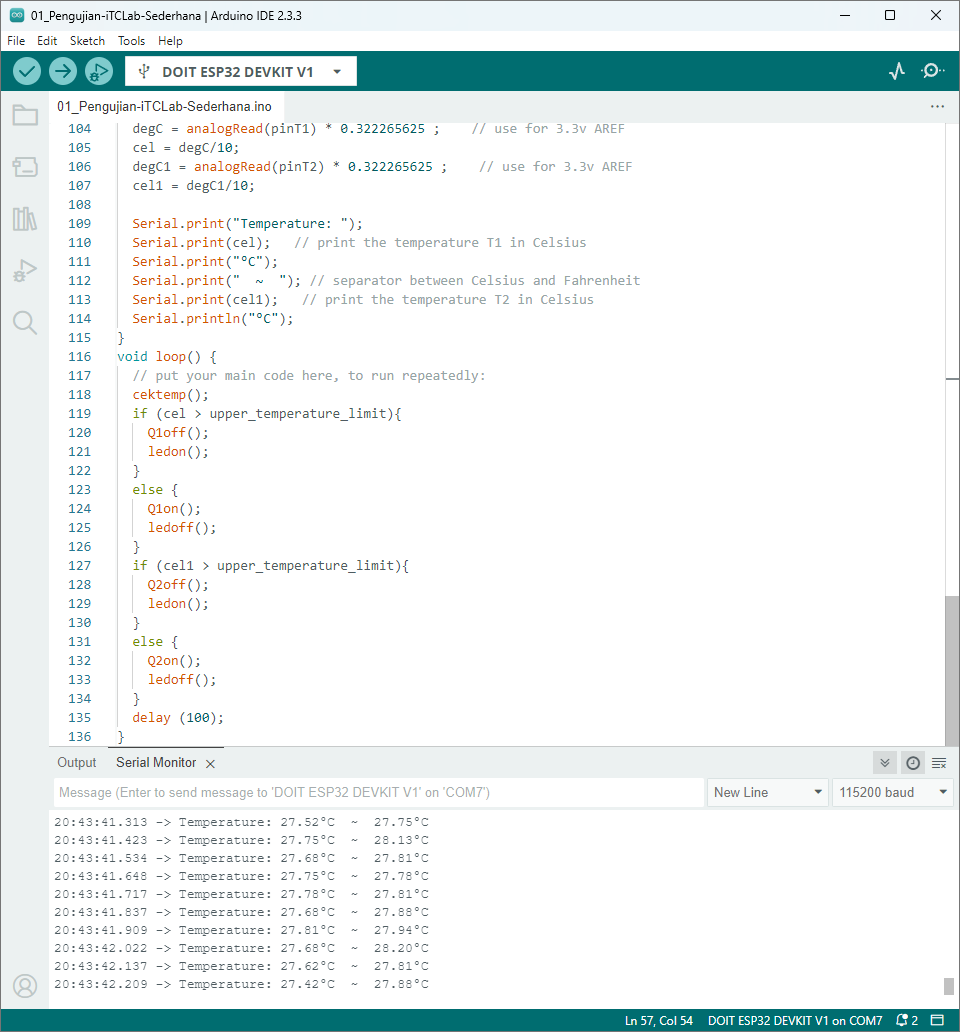 01_Pengujian-iTCLab-Sederhana | Arduino IDE 2.3.3
File Edit Sketch Tools Help
DOIT ESP32 DEVKIT V1
01_Pengujian-iTCLab-Sederhana.ino
104 degC = analogRead(pinT1) * 0.322265625 ; // use for 3.3v AREF
105 cel = degC/10;
106 degC1 = analogRead(pinT2) * 0.322265625 ; // use for 3.3v AREF
107 cel1 = degC1/10;
108
109 Serial.print("Temperature: ");
110 Serial.print(cel); // print the temperature T1 in Celsius
111 Serial.print("°C");
112 Serial.print(" ~ "); // separator between Celsius and Fahrenheit
113 Serial.print(cel1); // print the temperature T2 in Celsius
114 Serial.println("°C");
115 }
116 void loop() {
117 // put your main code here, to run repeatedly:
118 cektemp();
119 if (cel > upper_temperature_limit){
120 Q1off();
121 ledon();
122 }
123 else {
124 Q1on();
125 ledoff();
126 }
127 if (cel1 > upper_temperature_limit){
128 Q2off();
129 ledon();
130 }
131 else {
132 Q2on();
133 ledoff();
134 }
135 delay (100);
136 }
Output Serial Monitor
Message (Enter to send message to 'DOIT ESP32 DEVKIT V1' on 'COM7') New Line 115200 baud
20:43:41.313 -> Temperature: 27.52°C ~ 27.75°C
20:43:41.423 -> Temperature: 27.75°C ~ 28.13°C
20:43:41.534 -> Temperature: 27.68°C ~ 27.81°C
20:43:41.648 -> Temperature: 27.75°C ~ 27.78°C
20:43:41.717 -> Temperature: 27.78°C ~ 27.81°C
20:43:41.837 -> Temperature: 27.68°C ~ 27.88°C
20:43:41.909 -> Temperature: 27.81°C ~ 27.94°C
20:43:42.022 -> Temperature: 27.68°C ~ 28.20°C
20:43:42.137 -> Temperature: 27.62°C ~ 27.81°C
20:43:42.209 -> Temperature: 27.42°C ~ 27.88°C
Ln 57, Col 54 DOIT ESP32 DEVKIT V1 on COM7 2